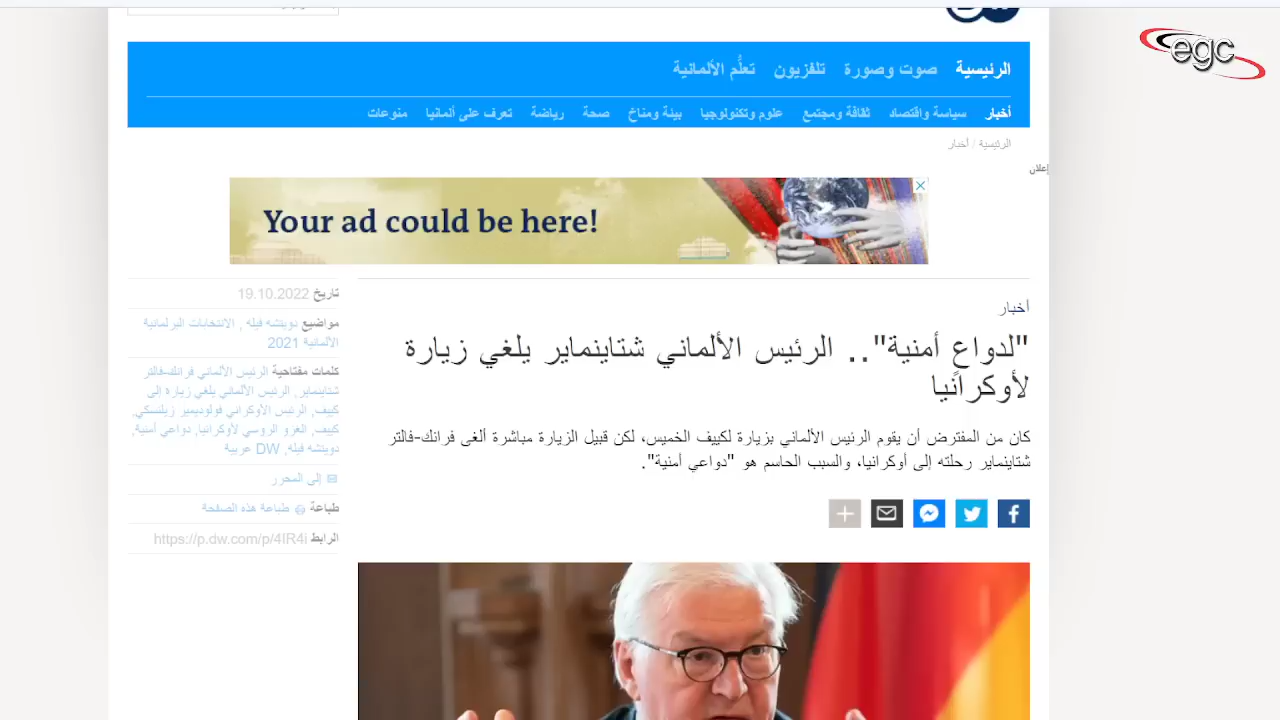 egc
الرئيسية صوت وصورة تلفزيون تعلُّم الألمانية
أخبار سياسة واقتصاد ثقافة ومجتمع علوم وتكنولوجيا بيئة ومناخ صحة رياضة تعرف على ألمانيا منوعات
الرئيسية / أخبار
إعلان
Your ad could be here!
أخبار
"لدواعٍ أمنية".. الرئيس الألماني شتاينماير يلغي زيارة
لأوكرانيا
كان من المفترض أن يقوم الرئيس الألماني بزيارة لكييف الخميس، لكن قبيل الزيارة مباشرة ألغى فرانك-فالتر
شتاينماير رحلته إلى أوكرانيا، والسبب الحاسم هو "دواعي أمنية".
تاريخ 19.10.2022
مواضيع دويتشه فيله , الانتخابات البرلمانية
الألمانية 2021
كلمات مفتاحية الرئيس الألماني فرانك-فالتر
شتاينماير, الرئيس الألماني يلغي زيارة إلى
كييف, الرئيس الأوكراني فولوديمير زيلنسكي,
كييف, الغزو الروسي لأوكرانيا, دواعي أمنية,
دويتشه فيله, DW عربية
إلى المحرر
طباعة طباعة هذه الصفحة
الرابط https://p.dw.com/p/4IR4i